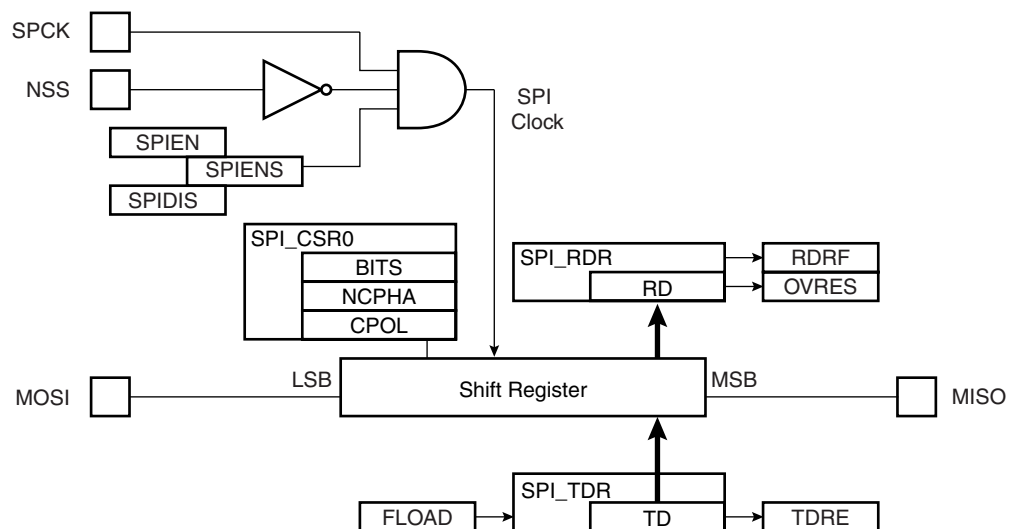 SPCK
NSS
SPI
Clock
SPIEN
SPIENS
SPIDIS
SPI_CSR0
BITS
NCPHA
CPOL
SPI_RDR
RD
RDRF
OVRES
MOSI
LSB
Shift Register
MSB
MISO
FLOAD
SPI_TDR
TD
TDRE